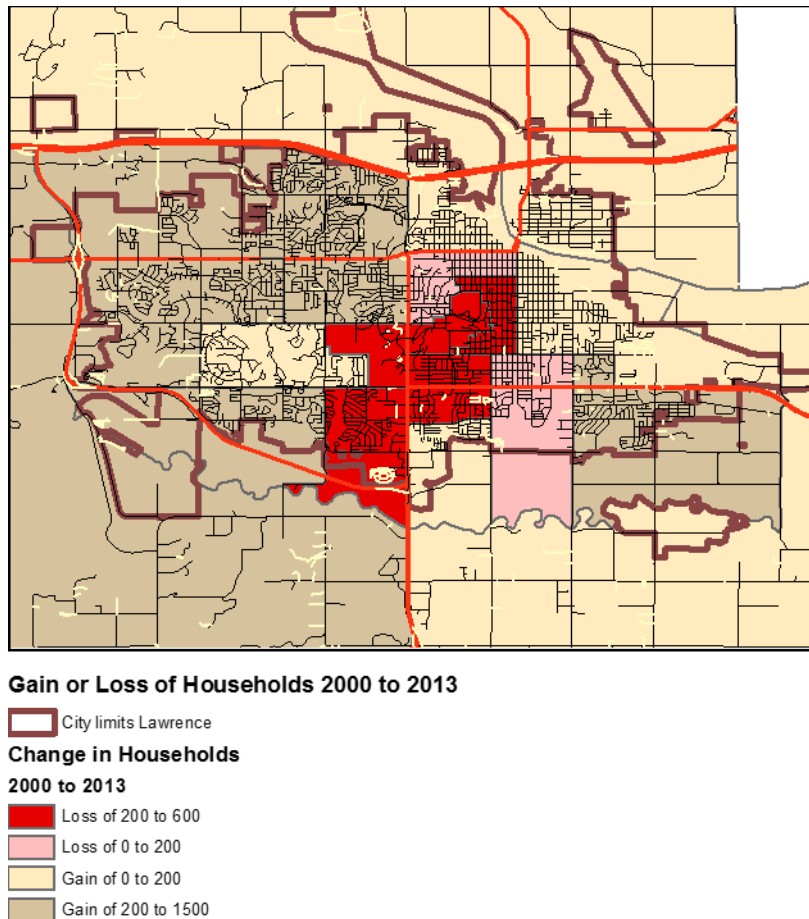 Gain or Loss of Households 2000 to 2013
City limits Lawrence
Change in Households
2000 to 2013
Loss of 200 to 600
Loss of 0 to 200
Gain of 0 to 200
Gain of 200 to 1500